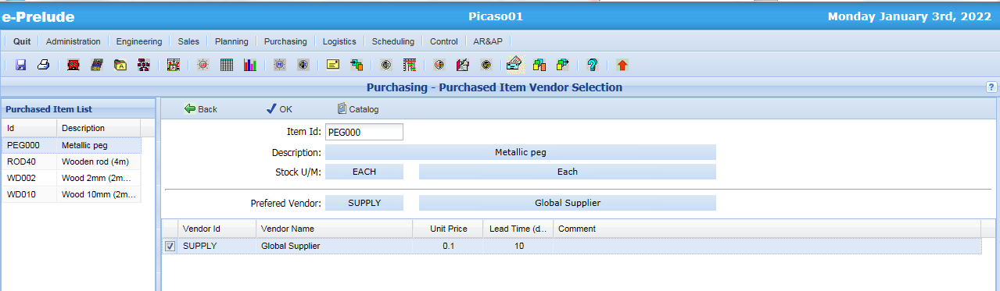 e-Prelude Picaso01 Monday January 3rd, 2022
Quit Administration Engineering Sales Planning Purchasing Logistics Scheduling Control AR&AP
Purchasing - Purchased Item Vendor Selection ?
Purchased Item List
Id Description
PEG000 Metallic peg
ROD40 Wooden rod (4m)
WD002 Wood 2mm (2m...
WD010 Wood 10mm (2m...
Back OK Catalog
Item Id: PEG000
Description: Metallic peg
Stock U/M: EACH Each
Prefered Vendor: SUPPLY Global Supplier
Vendor Id Vendor Name Unit Price Lead Time (d... Comment
SUPPLY Global Supplier 0.1 10